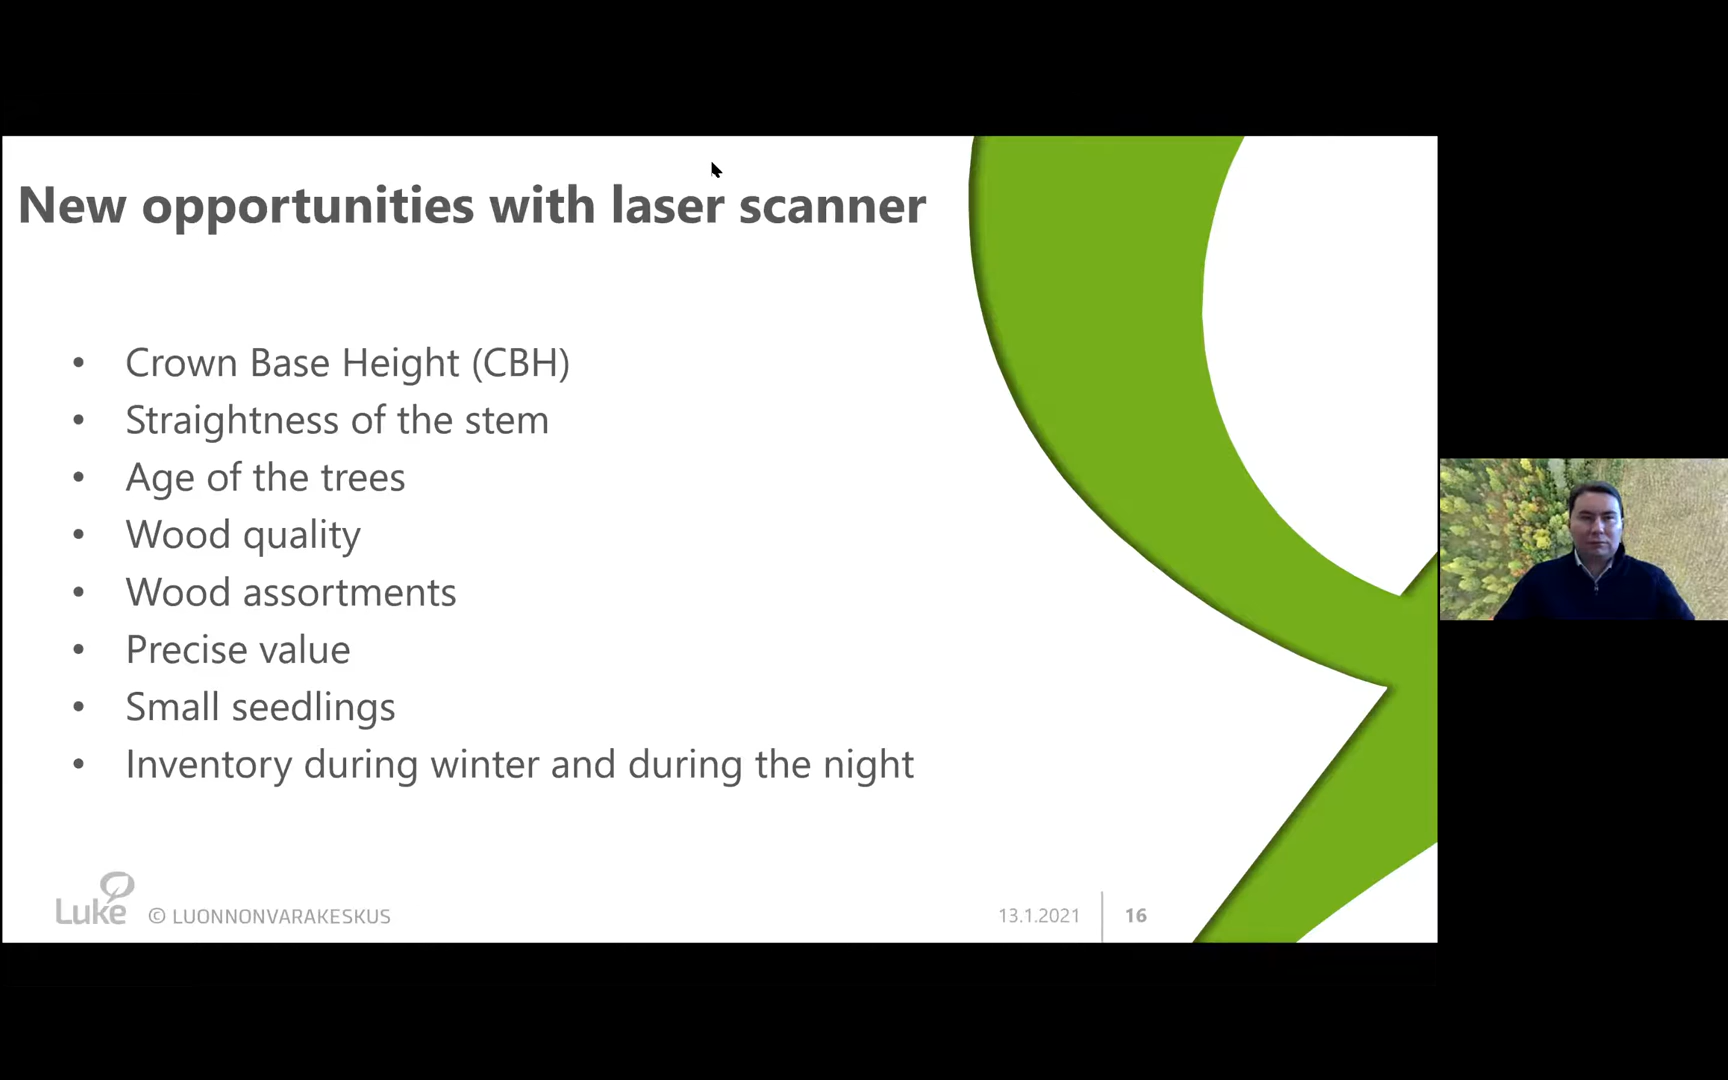 New opportunities with laser scanner
• Crown Base Height (CBH)
• Straightness of the stem
• Age of the trees
• Wood quality
• Wood assortments
• Precise value
• Small seedlings
• Inventory during winter and during the night
Luke © LUONNONVARAKESKUS
13.1.2021 16